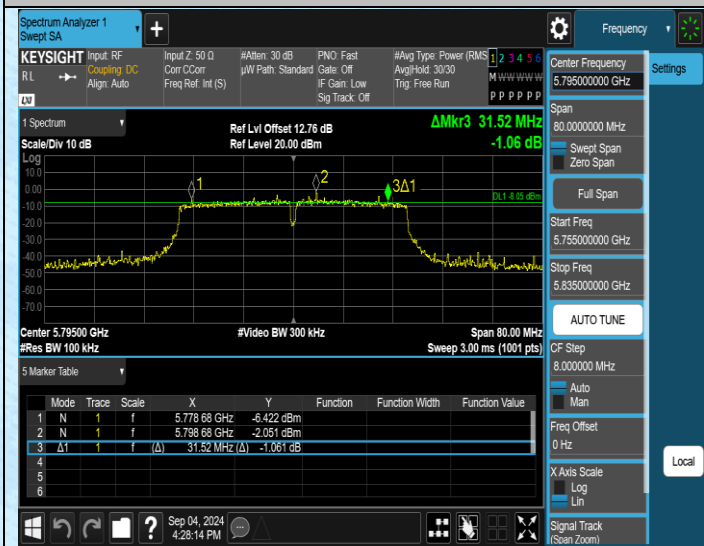 Spectrum Analyzer 1
Swept SA
Frequency
KEYSIGHT
Input: RF
Coupling: DC
Align: Auto
Input Z: 50 Ω
Corr CCorr
Freq Ref: Int (S)
#Atten: 30 dB
µW Path: Standard
PNO: Fast
Gate: Off
IF Gain: Low
Sig Track: Off
#Avg Type: Power (RMS
Avg|Hold: 30/30
Trig: Free Run
1 2 3 4 5 6
M W W W W W
P P P P P P
R L
LXI
1 Spectrum
Scale/Div 10 dB
Ref Lvl Offset 12.76 dB
Ref Level 20.00 dBm
ΔMkr3 31.52 MHz
-1.06 dB
Log
10.0
0.00
-10.0
-20.0
-30.0
-40.0
-50.0
-60.0
-70.0
1
2
3Δ1
DL1 -8.05 dBm
Center 5.79500 GHz
#Res BW 100 kHz
#Video BW 300 kHz
Span 80.00 MHz
Sweep 3.00 ms (1001 pts)
5 Marker Table
Mode Trace Scale X Y Function Function Width Function Value
1 N 1 f 5.778 68 GHz -6.422 dBm
2 N 1 f 5.798 68 GHz -2.051 dBm
3 Δ1 1 f (Δ) 31.52 MHz (Δ) -1.061 dB
4
5
6
Sep 04, 2024
4:28:14 PM
?
Center Frequency
5.795000000 GHz
Span
80.0000000 MHz
Swept Span
Zero Span
Full Span
Start Freq
5.755000000 GHz
Stop Freq
5.835000000 GHz
AUTO TUNE
CF Step
8.000000 MHz
Auto
Man
Freq Offset
0 Hz
X Axis Scale
Log
Lin
Signal Track
(Span Zoom)
Settings
Local